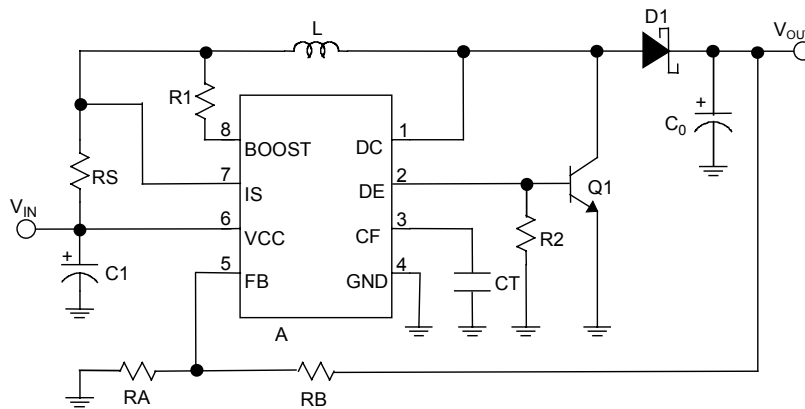 L
D1
V_OUT
R1
8
BOOST
DC
1
+
C0
7
IS
DE
2
Q1
RS
V_IN
6
VCC
CF
3
R2
+
C1
5
FB
GND
4
CT
A
RA
RB